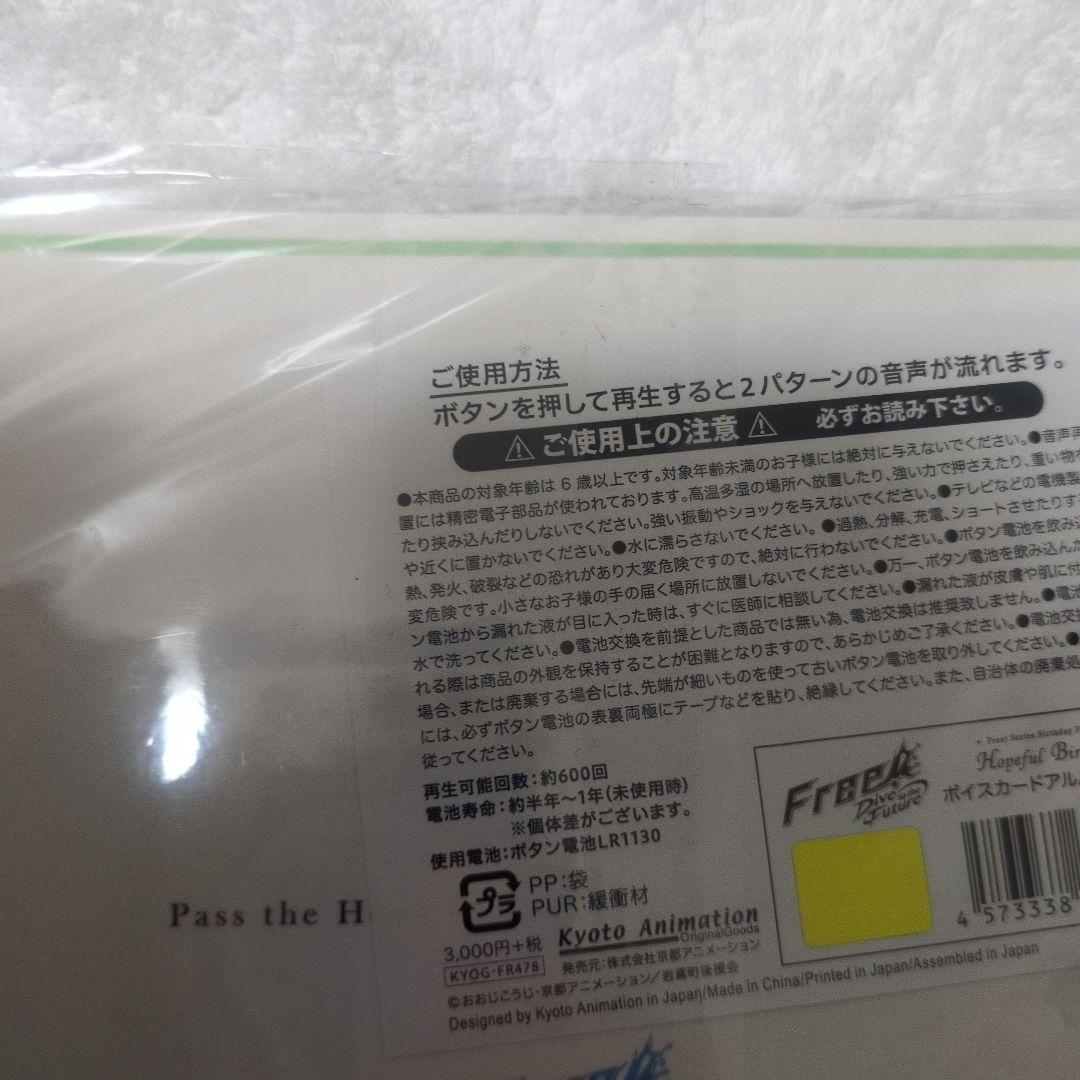 ご使用方法
ボタンを押して再生すると2パターンの音声が流れます。
⚠ご使用上の注意⚠ 必ずお読み下さい。
●本商品の対象年齢は6歳以上です。対象年齢未満のお子様には絶対に与えないでください。●音声再
置には精密電子部品が使われております。高温多湿の場所へ放置したり、強い力で押さえたり、重い物を
たり挟み込んだりしないでください。強い振動やショックを与えないでください。●テレビなどの電機製
や近くに置かないでください。●水に濡らさないでください。●過熱、分解、充電、ショートさせたりす
熱、発火、破裂などの恐れがあり大変危険ですので、絶対に行わないでください。●ボタン電池を飲み込
変危険です。小さなお子様の手の届く場所に放置しないでください。●万一、ボタン電池を飲み込んだ
ン電池から漏れた液が目に入った時は、すぐに医師に相談してください。●漏れた液が皮膚や肌に付
水で洗ってください。●電池交換を前提とした商品では無い為、電池交換は推奨致しません。●電池
れる際は商品の外観を保持することが困難となりますので、あらかじめご了承ください。●電池交
場合、または廃棄する場合には、先端が細いものを使って古いボタン電池を取り外してください。●
には、必ずボタン電池の表裏両極にテープなどを貼り、絶縁してください。また、自治体の廃棄処
従ってください。
再生可能回数:約600回
電池寿命:約半年～1年(未使用時)
※個体差がございます。
使用電池:ボタン電池LR1130
プラ
PP:袋
PUR:緩衝材
3,000円+税
KYOG-FR478
Kyoto Animation
OriginalGoods
発売元:株式会社京都アニメーション
©おおじこうじ・京都アニメーション/岩鳶町後援会
Designed by Kyoto Animation in Japan/Made in China/Printed in Japan/Assembled in Japan
Free!
Dive to the Future
Free! Series Birthday
Hopeful Bir
ボイスカードアル
4 573338
Pass the H